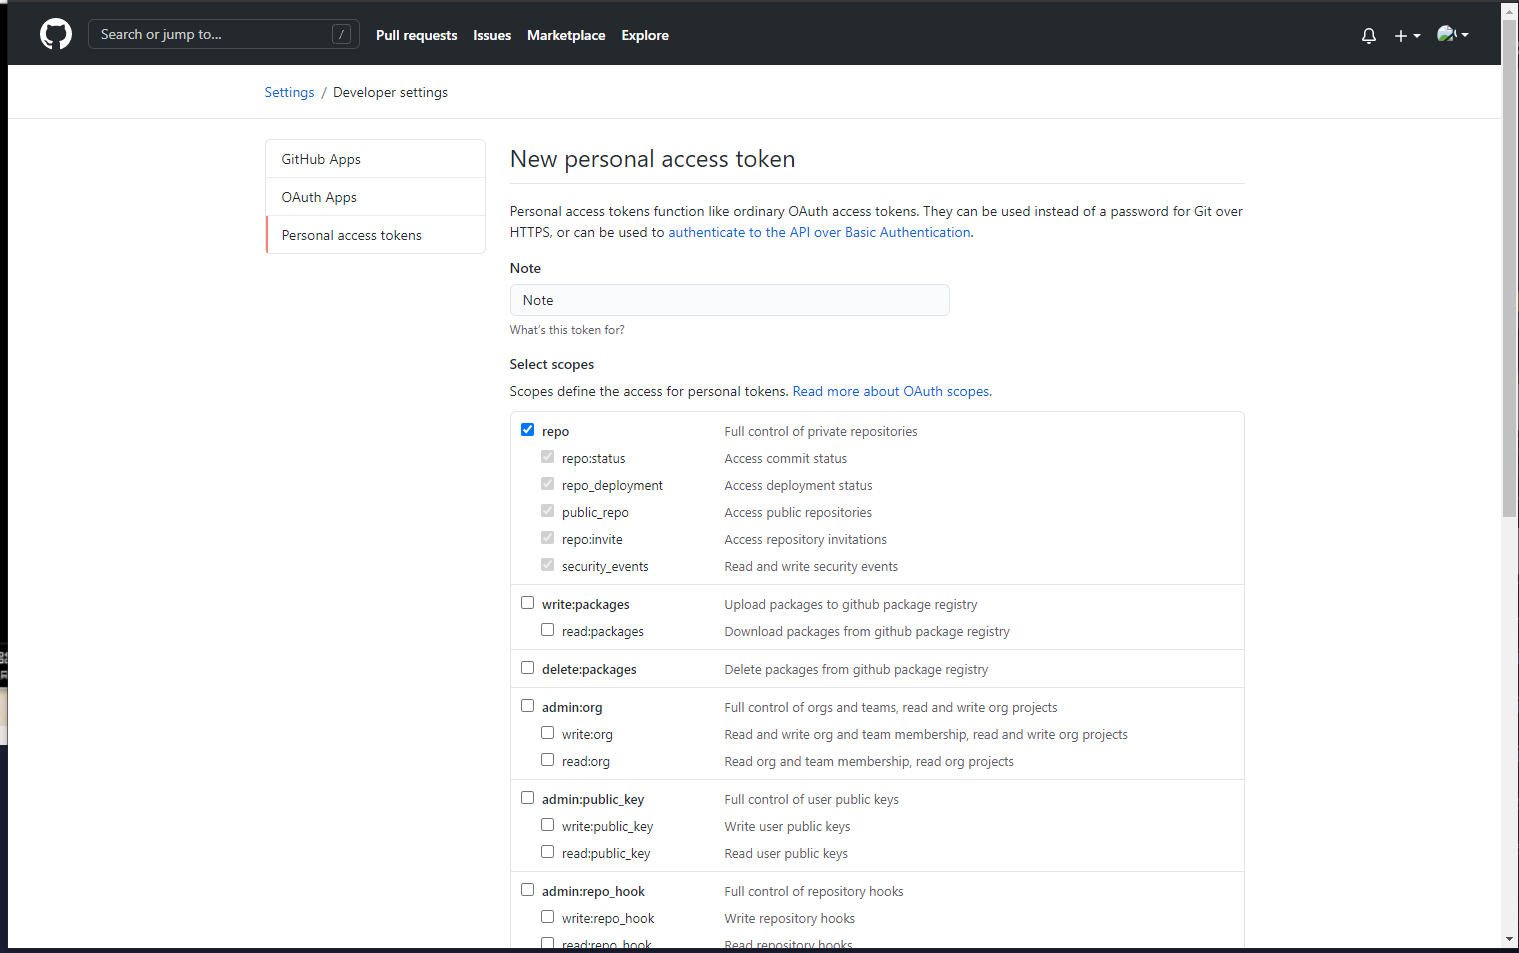 Search or jump to...
/
Pull requests
Issues
Marketplace
Explore
Settings / Developer settings
GitHub Apps
OAuth Apps
Personal access tokens
New personal access token
Personal access tokens function like ordinary OAuth access tokens. They can be used instead of a password for Git over
HTTPS, or can be used to authenticate to the API over Basic Authentication.
Note
Note
What's this token for?
Select scopes
Scopes define the access for personal tokens. Read more about OAuth scopes.
repo Full control of private repositories
repo:status Access commit status
repo_deployment Access deployment status
public_repo Access public repositories
repo:invite Access repository invitations
security_events Read and write security events
write:packages Upload packages to github package registry
read:packages Download packages from github package registry
delete:packages Delete packages from github package registry
admin:org Full control of orgs and teams, read and write org projects
write:org Read and write org and team membership, read and write org projects
read:org Read org and team membership, read org projects
admin:public_key Full control of user public keys
write:public_key Write user public keys
read:public_key Read user public keys
admin:repo_hook Full control of repository hooks
write:repo_hook Write repository hooks
read:repo_hook Read repository hooks